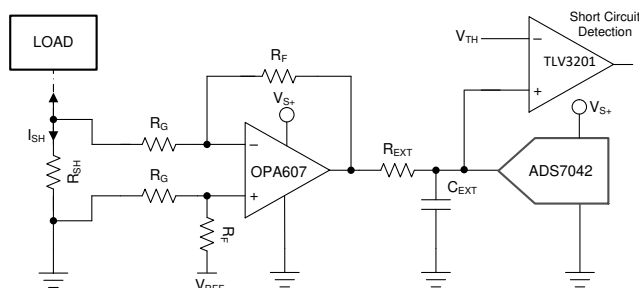 LOAD
Short Circuit
Detection
VTH
TLV3201
RF
VS+
VS+
ISH
RG
REXT
OPA607
ADS7042
RSH
RG
CEXT
RF
VREF